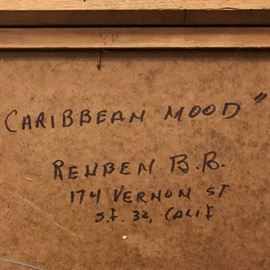 CARIBBEAN MOOD"
REUBEN B.B.
174 VERNON ST
S.F. 32, CALIF